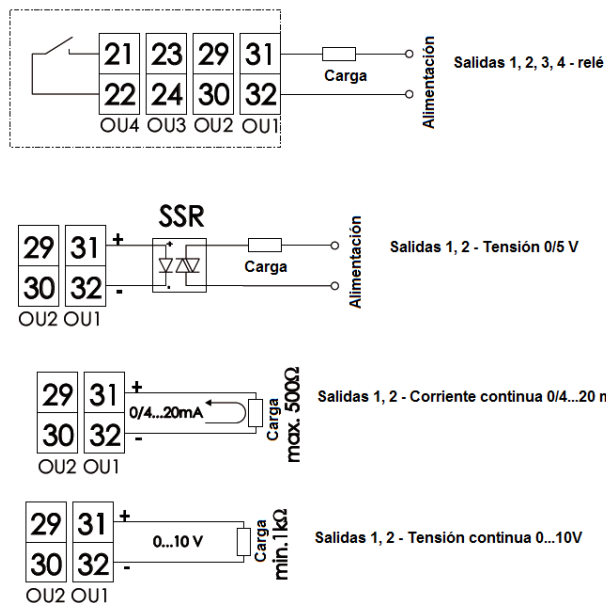 21 23 29 31
Carga
Alimentación
Salidas 1, 2, 3, 4 - relé
22 24 30 32
OU4 OU3 OU2 OU1
SSR
29 31 + +
Carga
Alimentación
Salidas 1, 2 - Tensión 0/5 V
30 32 - -
OU2 OU1
29 31 +
0/4...20mA
Carga
max. 500Ω
Salidas 1, 2 - Corriente continua 0/4...20 m
30 32 -
OU2 OU1
29 31 +
0...10 V
Carga
min.1kΩ
Salidas 1, 2 - Tensión continua 0...10V
30 32 -
OU2 OU1